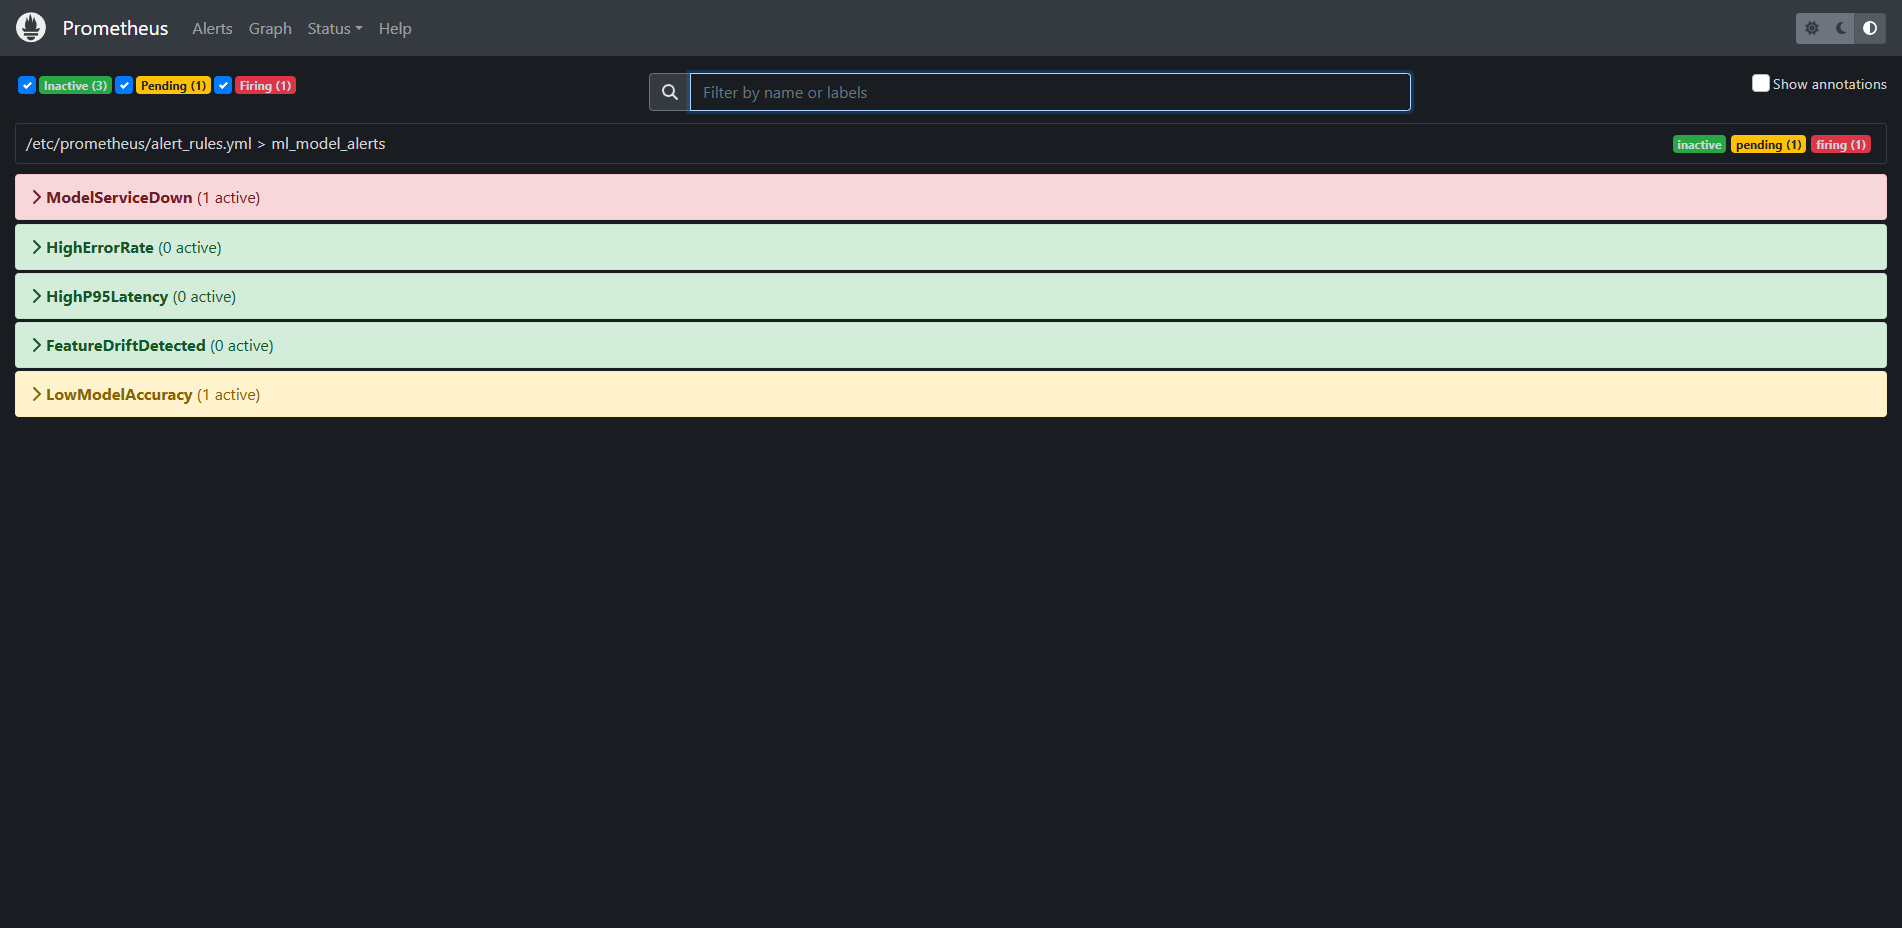 Prometheus Alerts Graph Status Help
Inactive (3) Pending (1) Firing (1)
Filter by name or labels
Show annotations
/etc/prometheus/alert_rules.yml > ml_model_alerts
inactive pending (1) firing (1)
ModelServiceDown (1 active)
HighErrorRate (0 active)
HighP95Latency (0 active)
FeatureDriftDetected (0 active)
LowModelAccuracy (1 active)